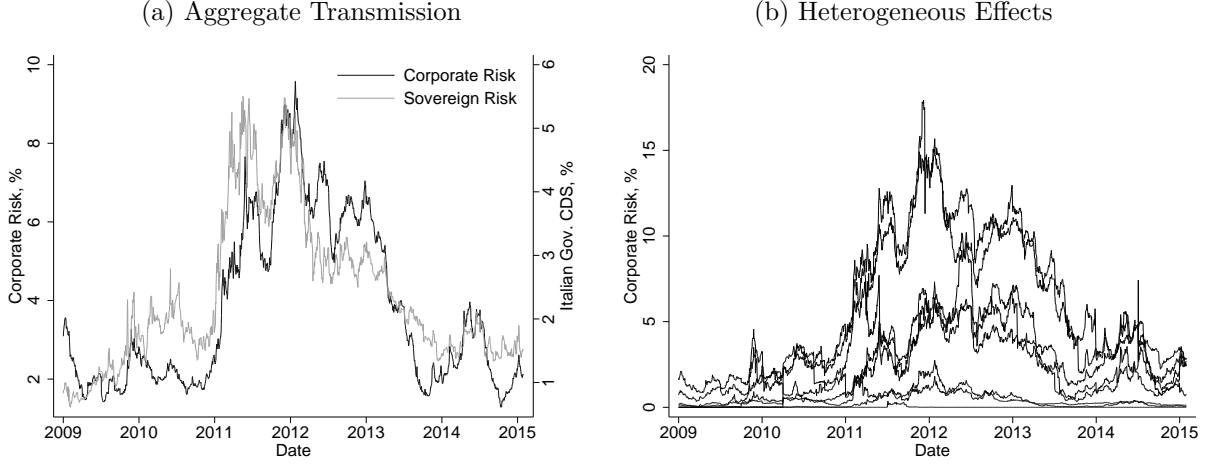 (a) Aggregate Transmission
10
8
6
4
2
Corporate Risk, %
6
5
4
3
2
1
Italian Gov. CDS, %
Corporate Risk
Sovereign Risk
2009 2010 2011 2012 2013 2014 2015
Date
(b) Heterogeneous Effects
20
15
10
5
0
Corporate Risk, %
2009 2010 2011 2012 2013 2014 2015
Date